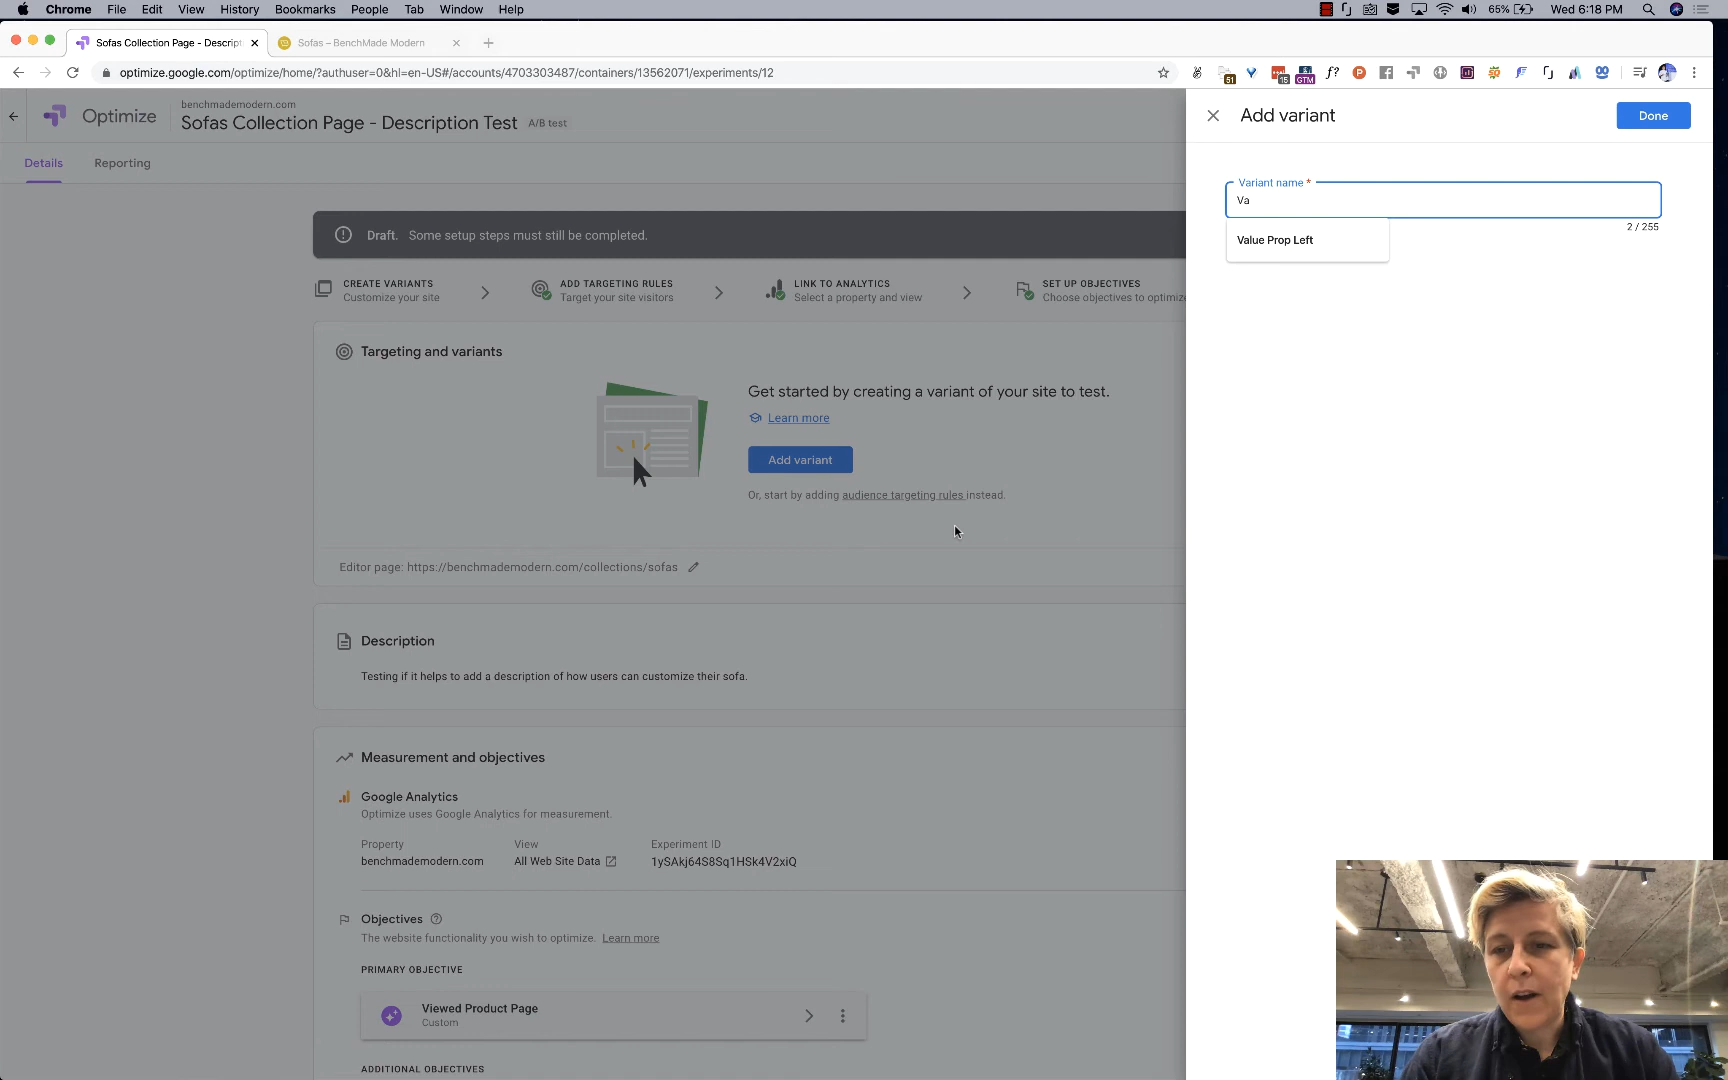 Chrome File Edit View History Bookmarks People Tab Window Help
65% Wed 6:18 PM
Sofas Collection Page - Descript
Sofas – BenchMade Modern
optimize.google.com/optimize/home/?authuser=0&hl=en-US#/accounts/4703303487/containers/13562071/experiments/12
51
15
GTM
f?
benchmademodern.com
Optimize
Sofas Collection Page - Description Test A/B test
Add variant
Done
Details Reporting
Variant name *
Va
2 / 255
Value Prop Left
Draft. Some setup steps must still be completed.
CREATE VARIANTS
Customize your site
ADD TARGETING RULES
Target your site visitors
LINK TO ANALYTICS
Select a property and view
SET UP OBJECTIVES
Choose objectives to optimize
Targeting and variants
Get started by creating a variant of your site to test.
Learn more
Add variant
Or, start by adding audience targeting rules instead.
Editor page: https://benchmademodern.com/collections/sofas
Description
Testing if it helps to add a description of how users can customize their sofa.
Measurement and objectives
Google Analytics
Optimize uses Google Analytics for measurement.
Property View Experiment ID
benchmademodern.com All Web Site Data 1ySAkj64S8Sq1HSk4V2xiQ
Objectives
The website functionality you wish to optimize. Learn more
PRIMARY OBJECTIVE
Viewed Product Page
Custom
ADDITIONAL OBJECTIVES